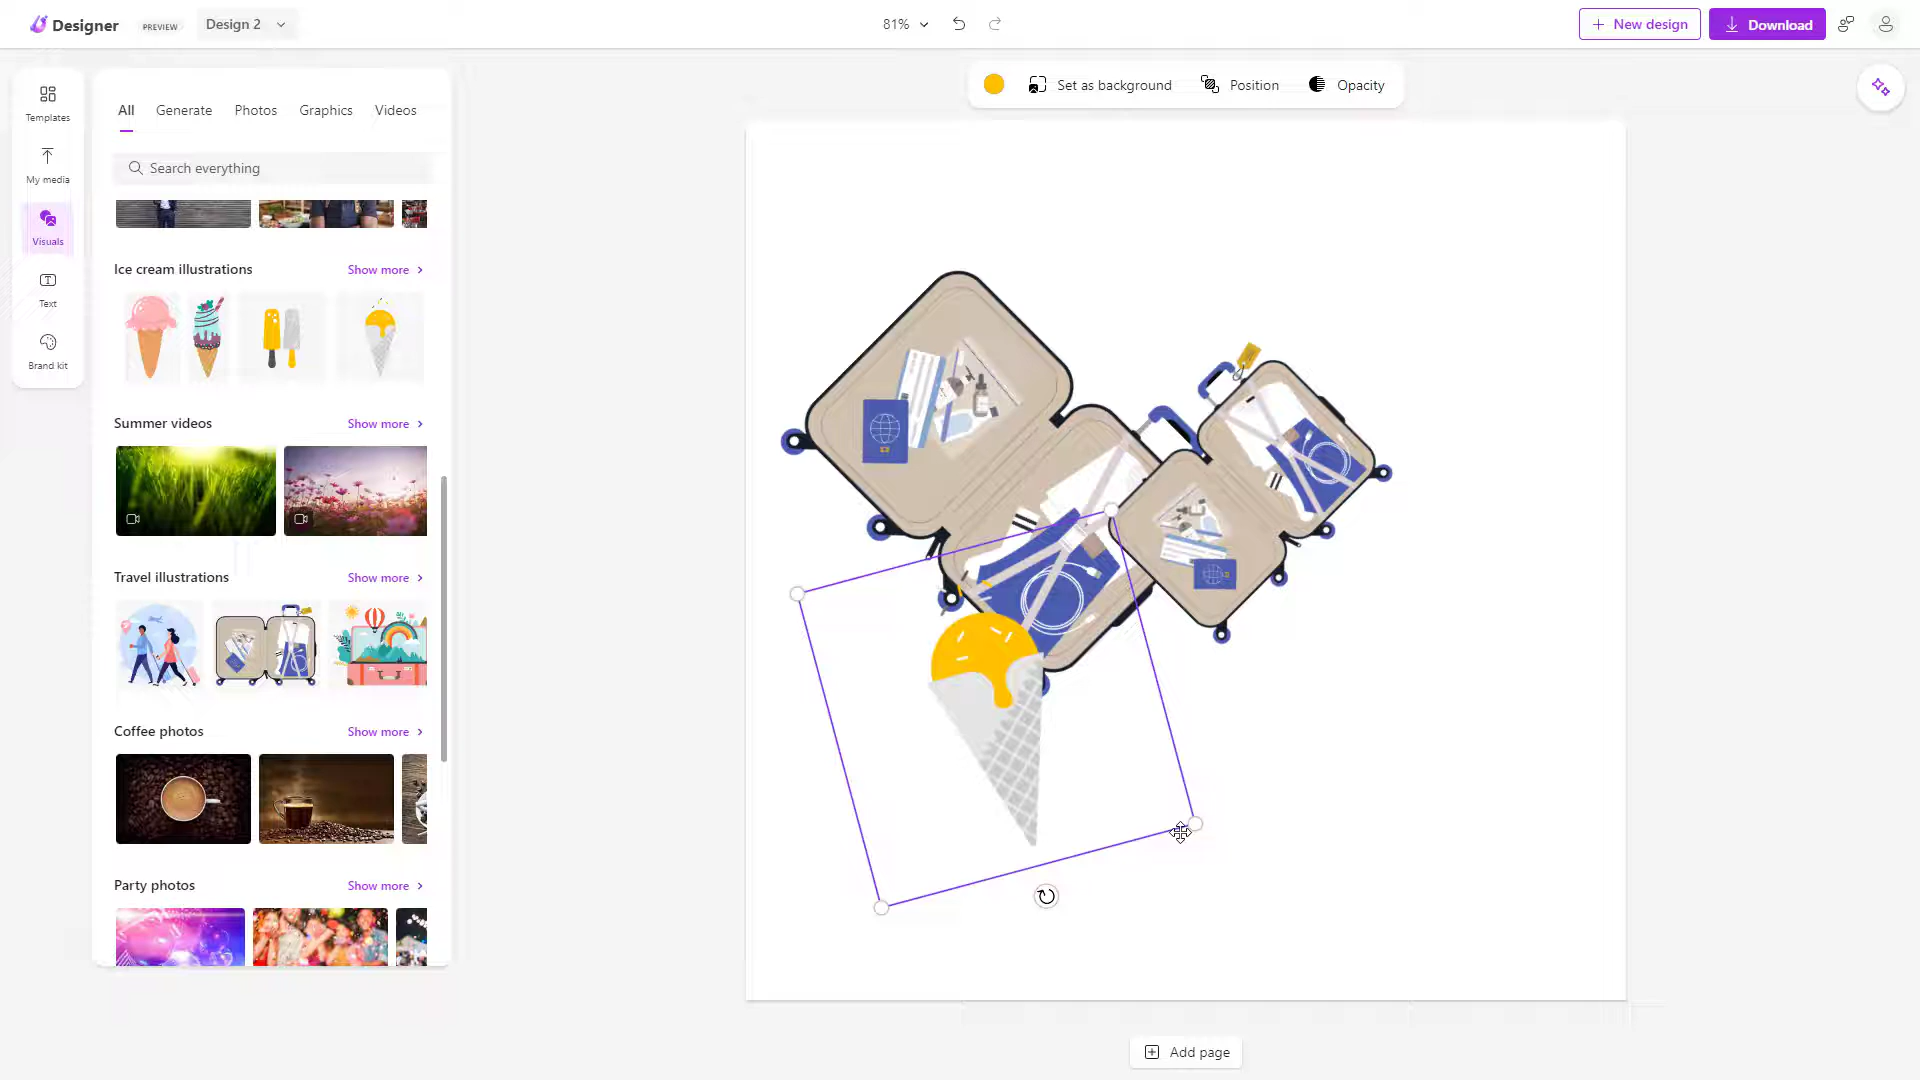 Designer PREVIEW Design 2 81% New design Download
Set as background Position Opacity
Templates
My media
Visuals
Text
Brand kit
All Generate Photos Graphics Videos
Search everything
Ice cream illustrations Show more
Summer videos Show more
Travel illustrations Show more
Coffee photos Show more
Party photos Show more
Add page